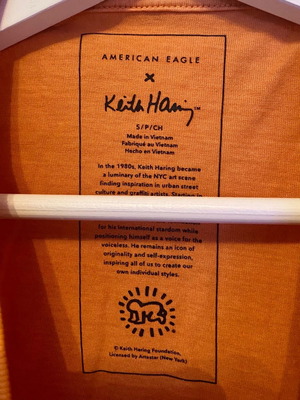 AMERICAN EAGLE
×
Keith Haring™
S/P/CH
Made in Vietnam
Fabriqué au Vietnam
Hecho en Vietnam
In the 1980s, Keith Haring became
a luminary of the NYC art scene
finding inspiration in urban street
culture and graffiti artists. Starting in
for his international stardom while
positioning himself as a voice for the
voiceless. He remains an icon of
originality and self-expression,
inspiring all of us to create our
own individual styles.
© Keith Haring Foundation,
Licensed by Artestar (New York)